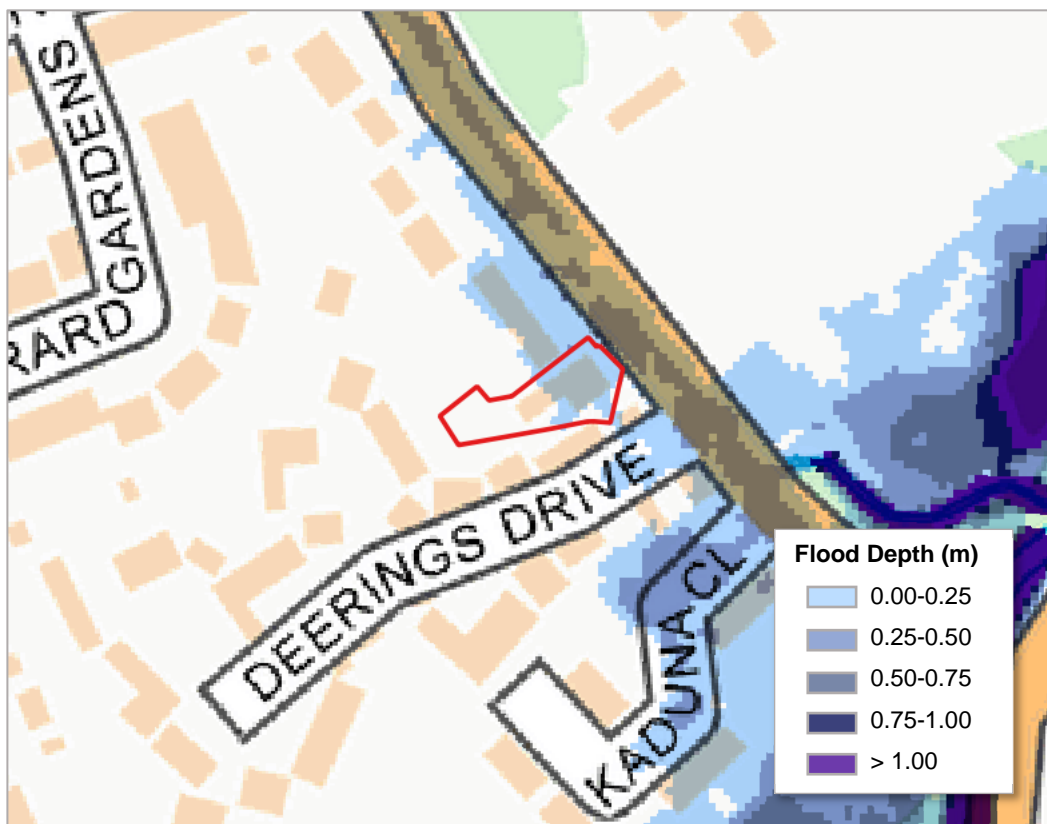 GARDENS
RARD
DEERINGS DRIVE
KADUNA CL
Flood Depth (m)
0.00-0.25
0.25-0.50
0.50-0.75
0.75-1.00
> 1.00